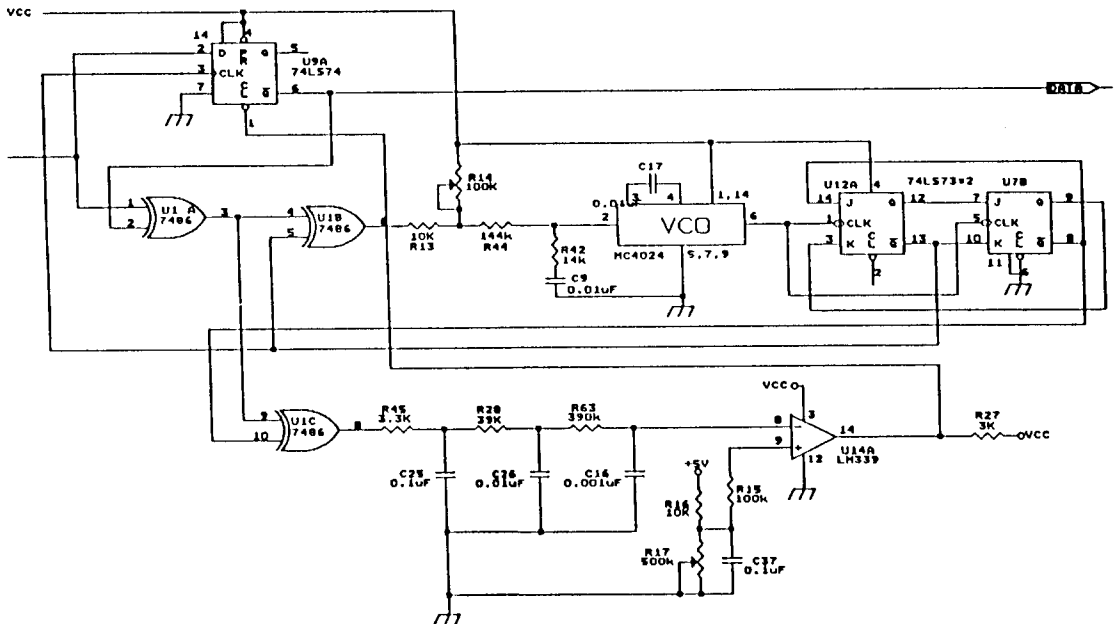 VCC
14
4
2 D P R Q 5
U9A
74LS74
3 CLK
7 C L Q 6
1
DATA
1
2
U1 A
7486
3
4
5
U1B
7486
6
10K
R13
R14
100K
144k
R44
R42
14k
C9
0.01uF
C17
0.01uF
3 4
1,14
2
VCO
6
MC4024
5,7,9
U12A
4
74LS73*2
U7B
14 J Q 12
7 J Q 9
1 CLK
5 CLK
3 K C L Q 13
10 K C L Q 8
2
11 6
9
10
U1C
7486
8
R45
3.3K
R28
39K
R63
390k
C25
0.1uF
C26
0.01uF
C16
0.001uF
VCC
3
8 -
9 +
14
12
U14A
LM339
R27
3K
VCC
+5V
R16
10K
R15
100k
R17
500k
C37
0.1uF